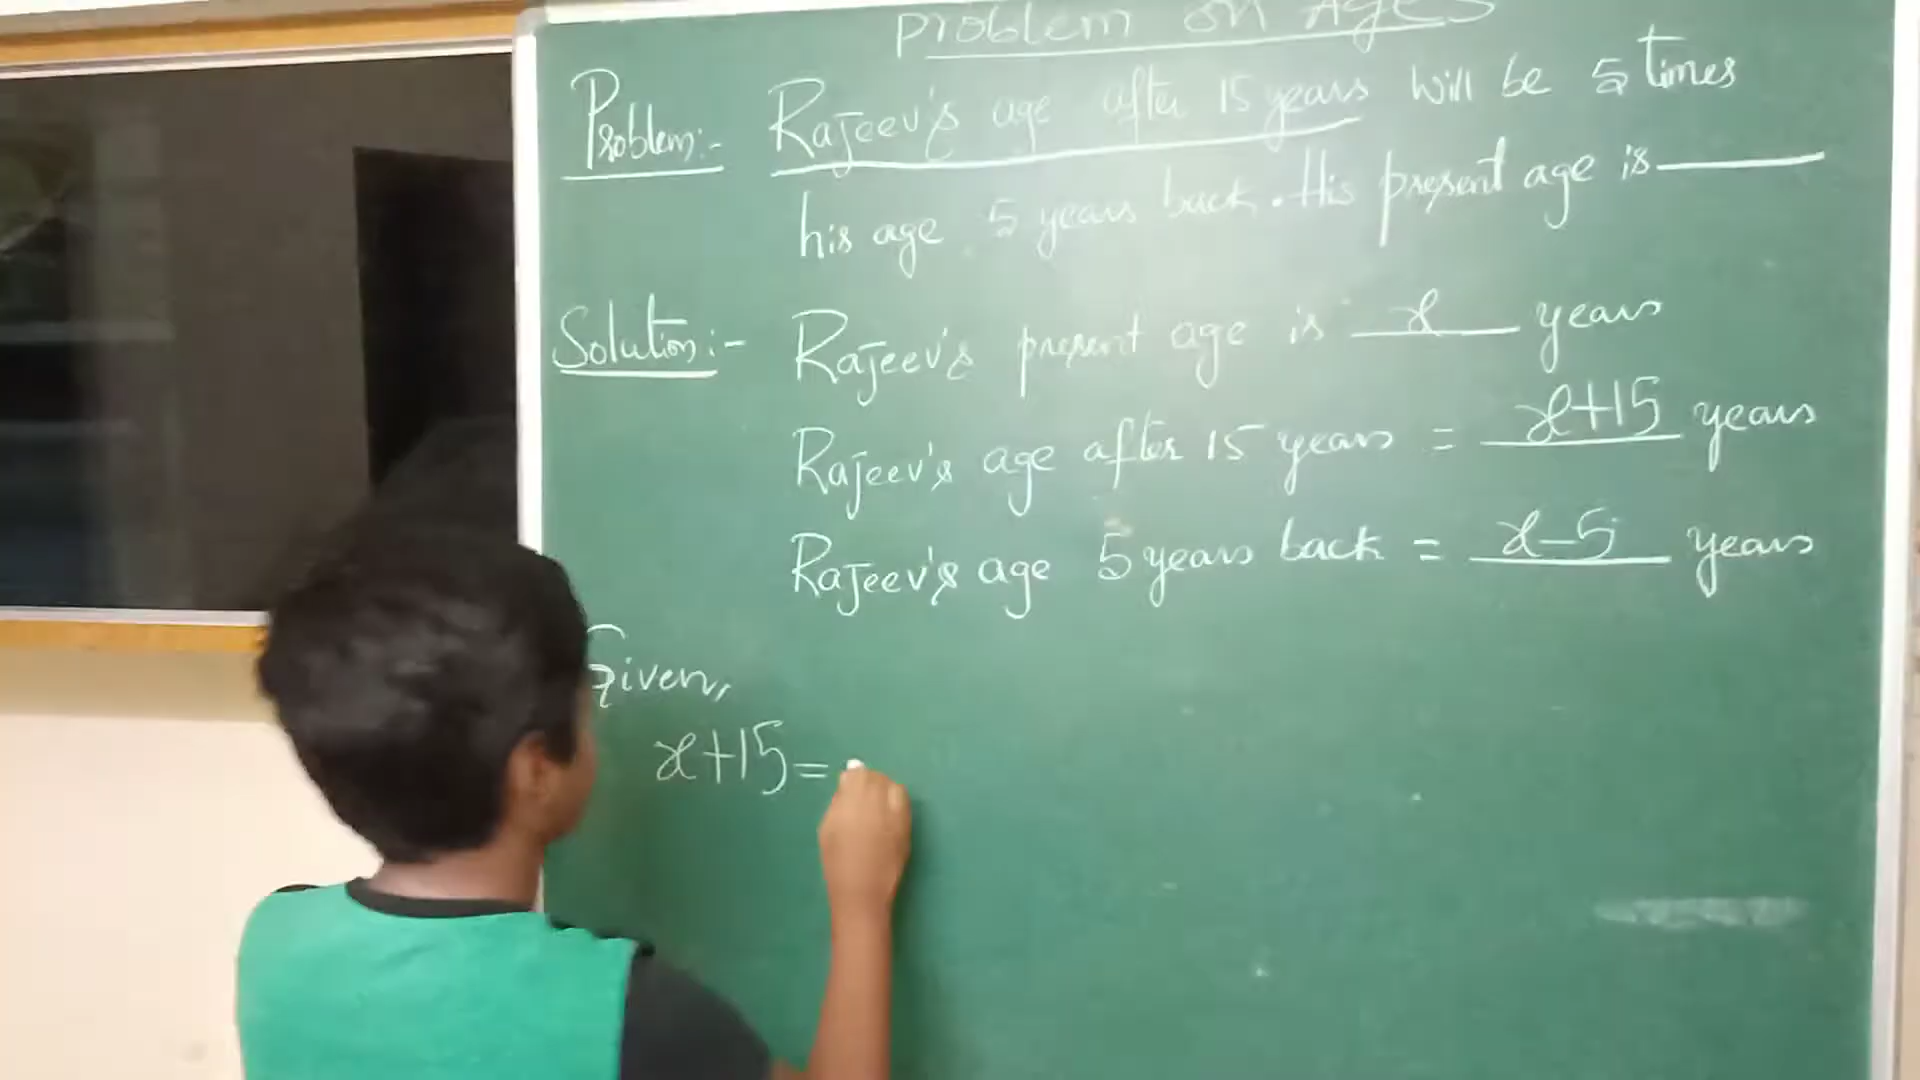 Problem on Ages
Problem:- Rajeev's age after 15 years will be 5 times
his age 5 years back. His present age is ____
Solution:- Rajeev's present age is x years
Rajeev's age after 15 years = x+15 years
Rajeev's age 5 years back = x-5 years
Given,
x+15=